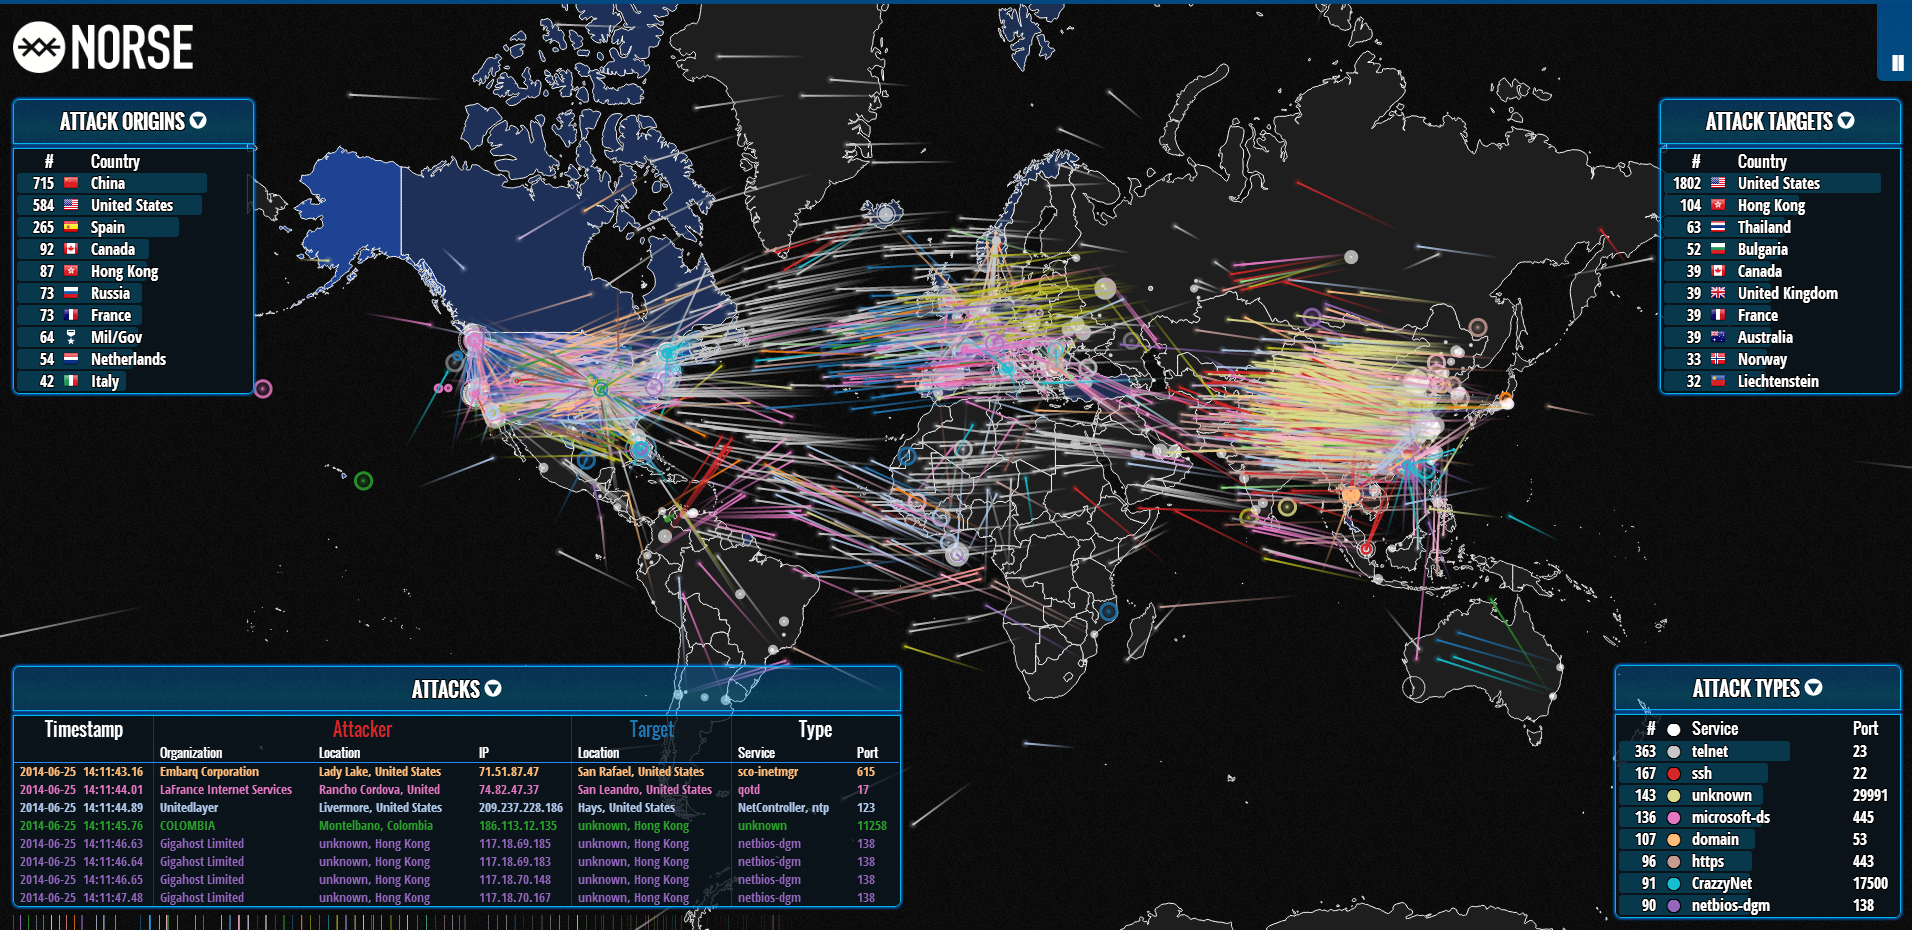 NORSE
ATTACK ORIGINS
# Country
715 China
584 United States
265 Spain
92 Canada
87 Hong Kong
73 Russia
73 France
64 Mil/Gov
54 Netherlands
42 Italy
ATTACK TARGETS
# Country
1802 United States
104 Hong Kong
63 Thailand
52 Bulgaria
39 Canada
39 United Kingdom
39 France
39 Australia
33 Norway
32 Liechtenstein
ATTACKS
Timestamp Attacker Target Type
Organization Location IP Location Service Port
2014-06-25 14:11:43.16 Embarq Corporation Lady Lake, United States 71.51.87.47 San Rafael, United States sco-inetmgr 615
2014-06-25 14:11:44.01 LaFrance Internet Services Rancho Cordova, United 74.82.47.37 San Leandro, United States qotd 17
2014-06-25 14:11:44.89 Unitedlayer Livermore, United States 209.237.228.186 Hays, United States NetController, ntp 123
2014-06-25 14:11:45.76 COLOMBIA Montelbano, Colombia 186.113.12.135 unknown, Hong Kong unknown 11258
2014-06-25 14:11:46.63 Gigahost Limited unknown, Hong Kong 117.18.69.185 unknown, Hong Kong netbios-dgm 138
2014-06-25 14:11:46.64 Gigahost Limited unknown, Hong Kong 117.18.69.183 unknown, Hong Kong netbios-dgm 138
2014-06-25 14:11:46.65 Gigahost Limited unknown, Hong Kong 117.18.70.148 unknown, Hong Kong netbios-dgm 138
2014-06-25 14:11:47.48 Gigahost Limited unknown, Hong Kong 117.18.70.167 unknown, Hong Kong netbios-dgm 138
ATTACK TYPES
# Service Port
363 telnet 23
167 ssh 22
143 unknown 29991
136 microsoft-ds 445
107 domain 53
96 https 443
91 CrazzyNet 17500
90 netbios-dgm 138